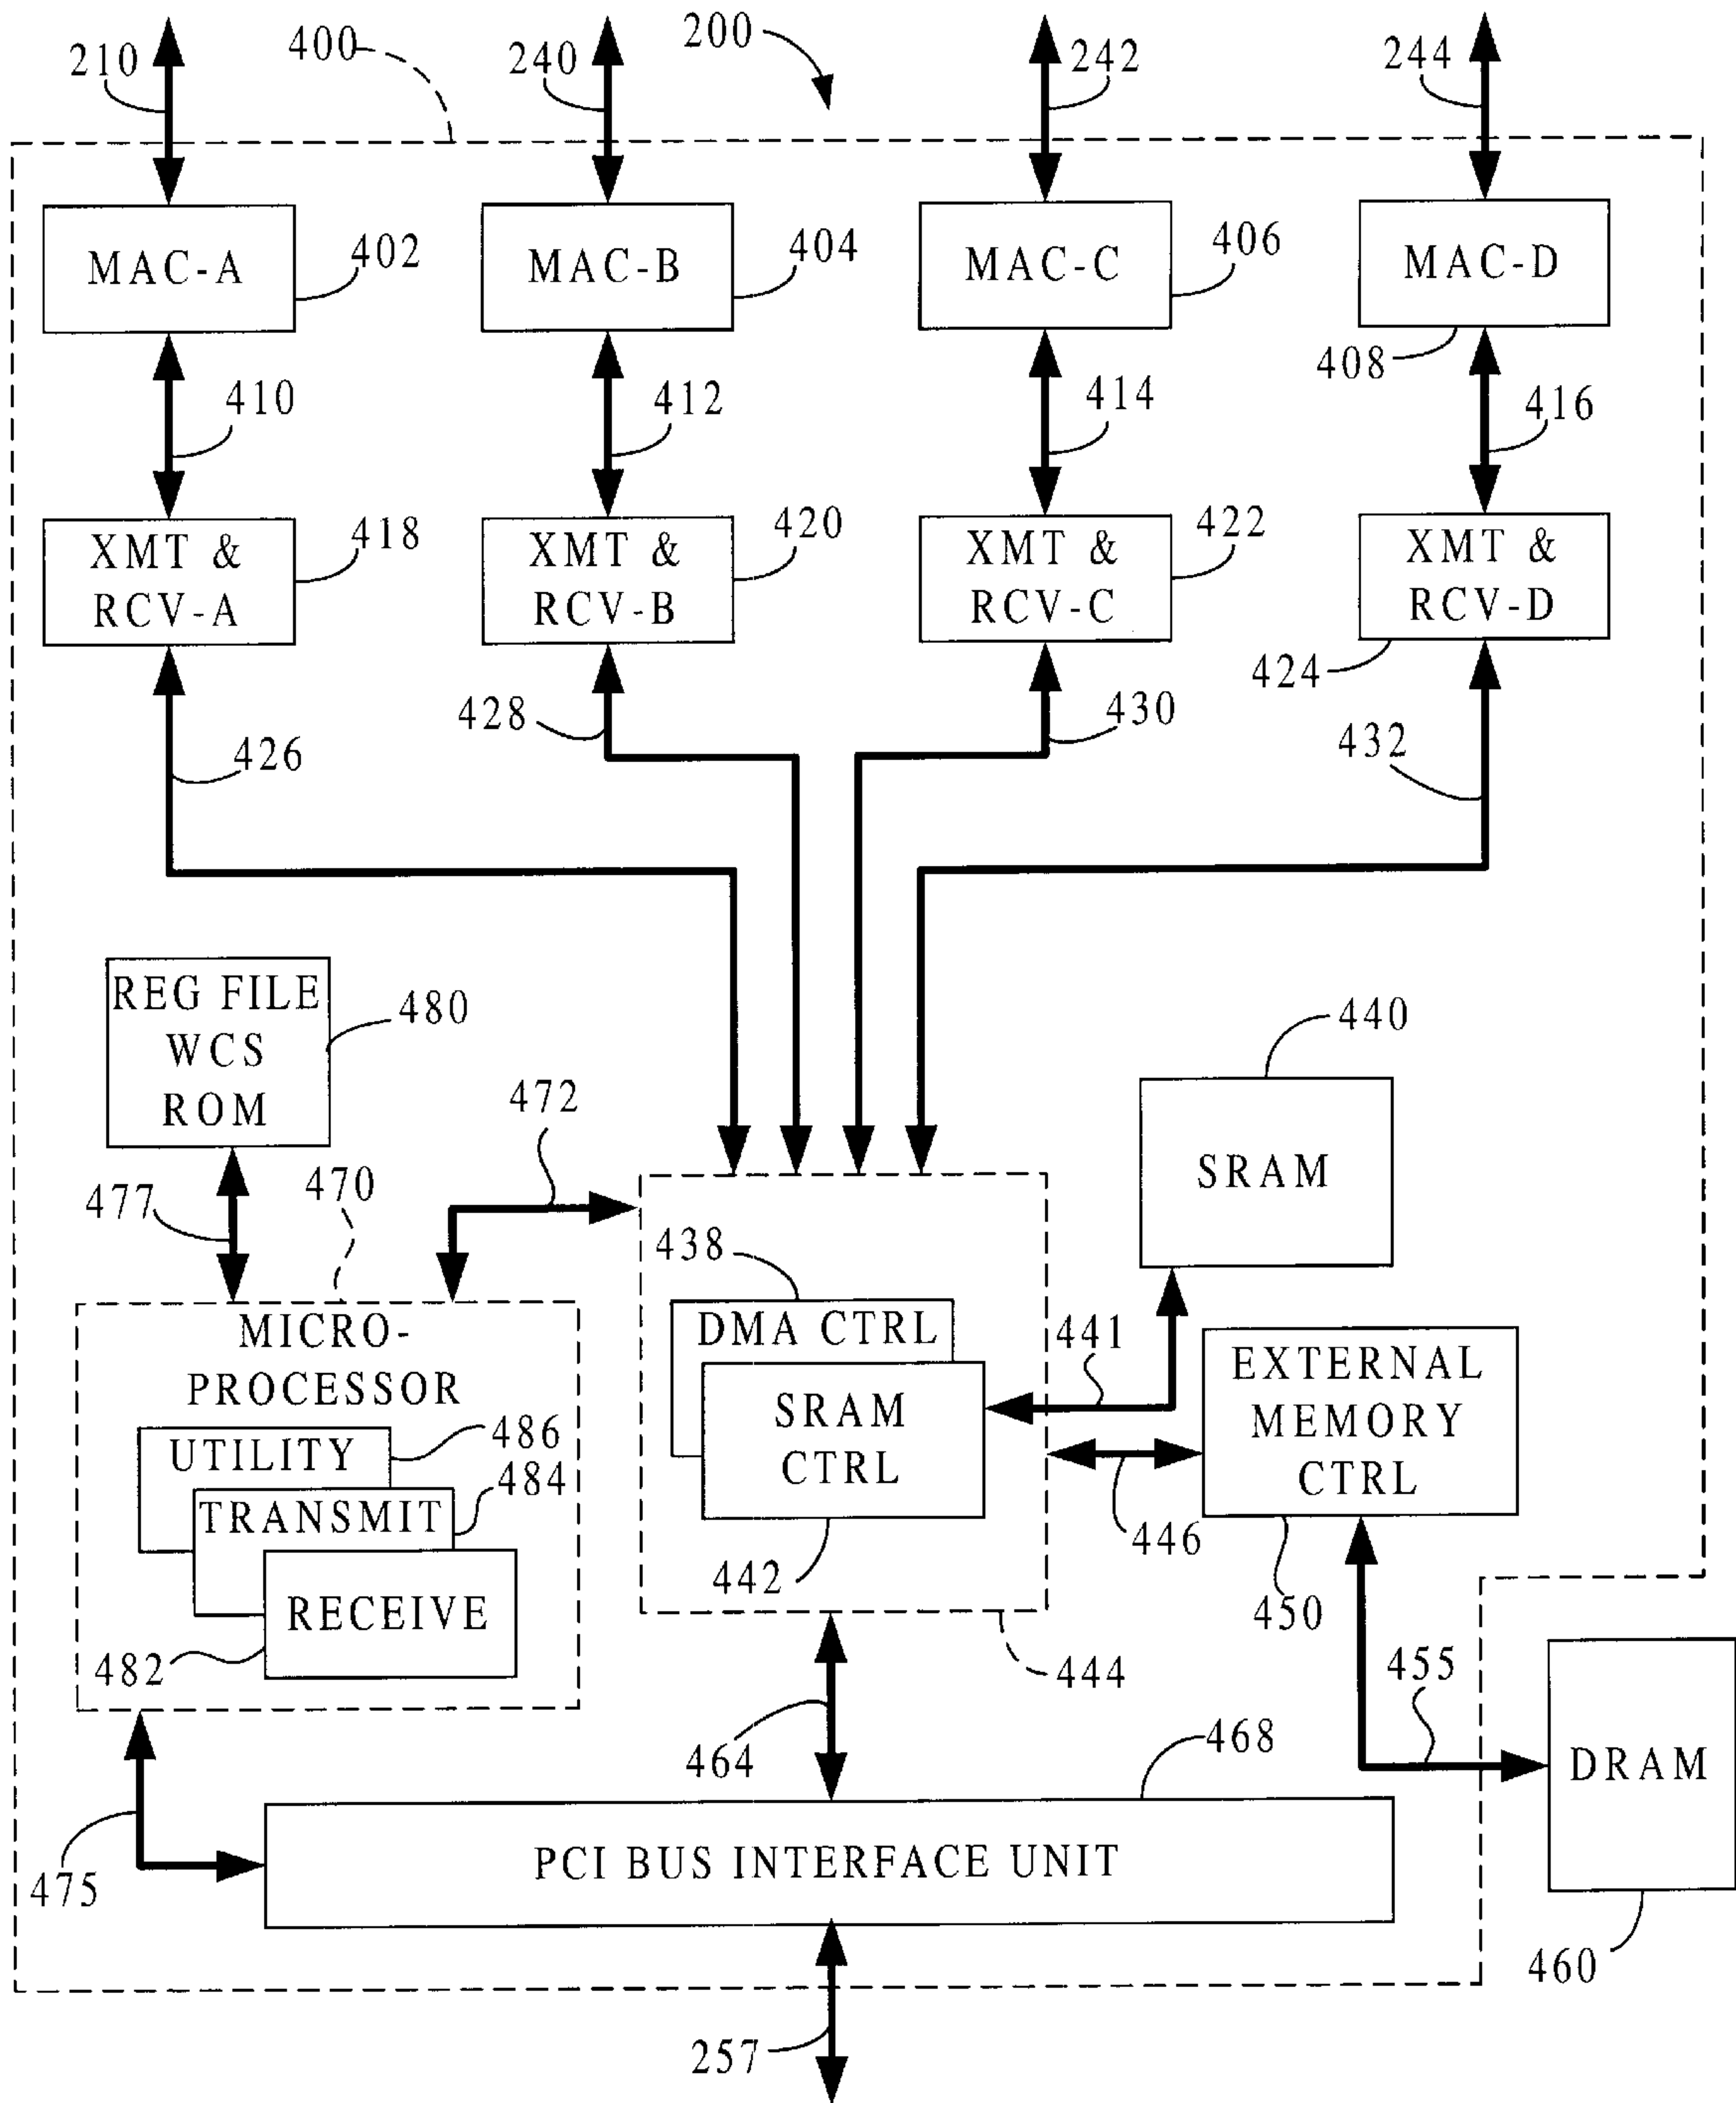 210
400
240
200
242
244
MAC-A
402
MAC-B
404
MAC-C
406
MAC-D
408
410
412
414
416
XMT &
RCV-A
418
XMT &
RCV-B
420
XMT &
RCV-C
422
XMT &
RCV-D
424
426
428
430
432
REG FILE
WCS
ROM
480
472
440
SRAM
477
470
438
MICRO-
PROCESSOR
DMA CTRL
441
SRAM
CTRL
EXTERNAL
MEMORY
CTRL
UTILITY
486
TRANSMIT
484
RECEIVE
482
442
446
450
444
455
464
468
DRAM
475
PCI BUS INTERFACE UNIT
460
257